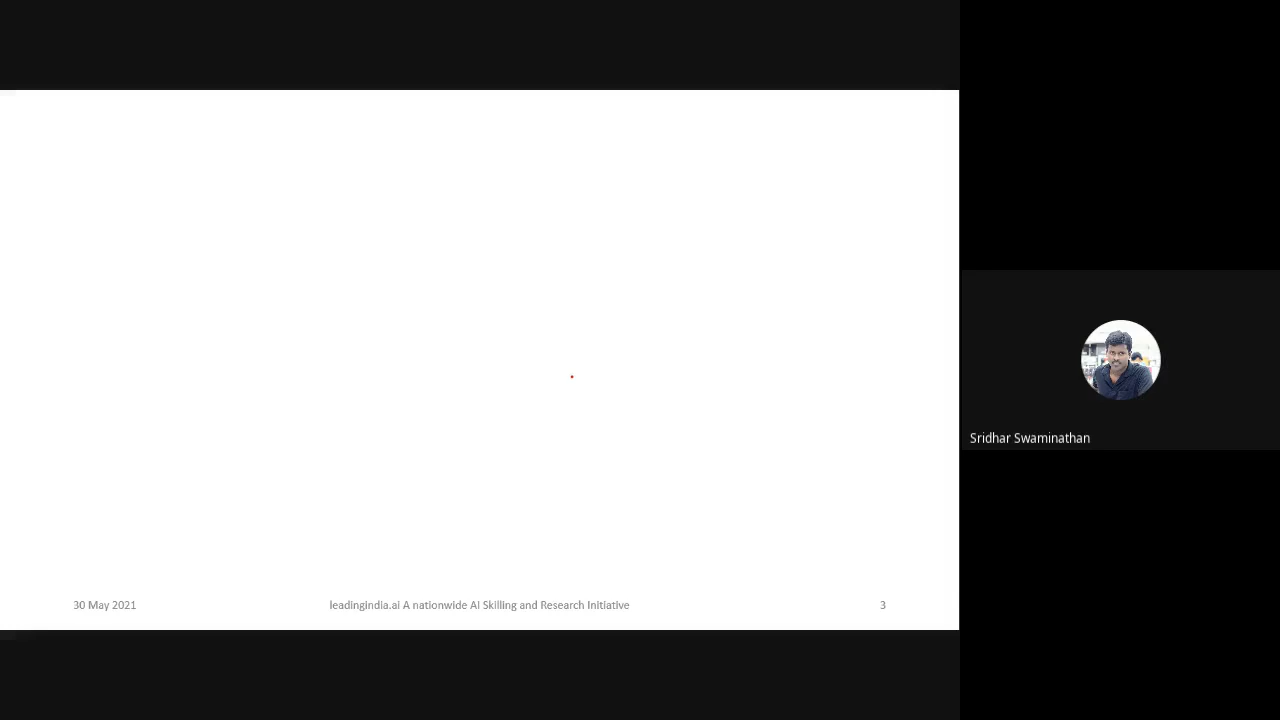 Sridhar Swaminathan
30 May 2021
leadingindia.ai A nationwide AI Skilling and Research Initiative
3